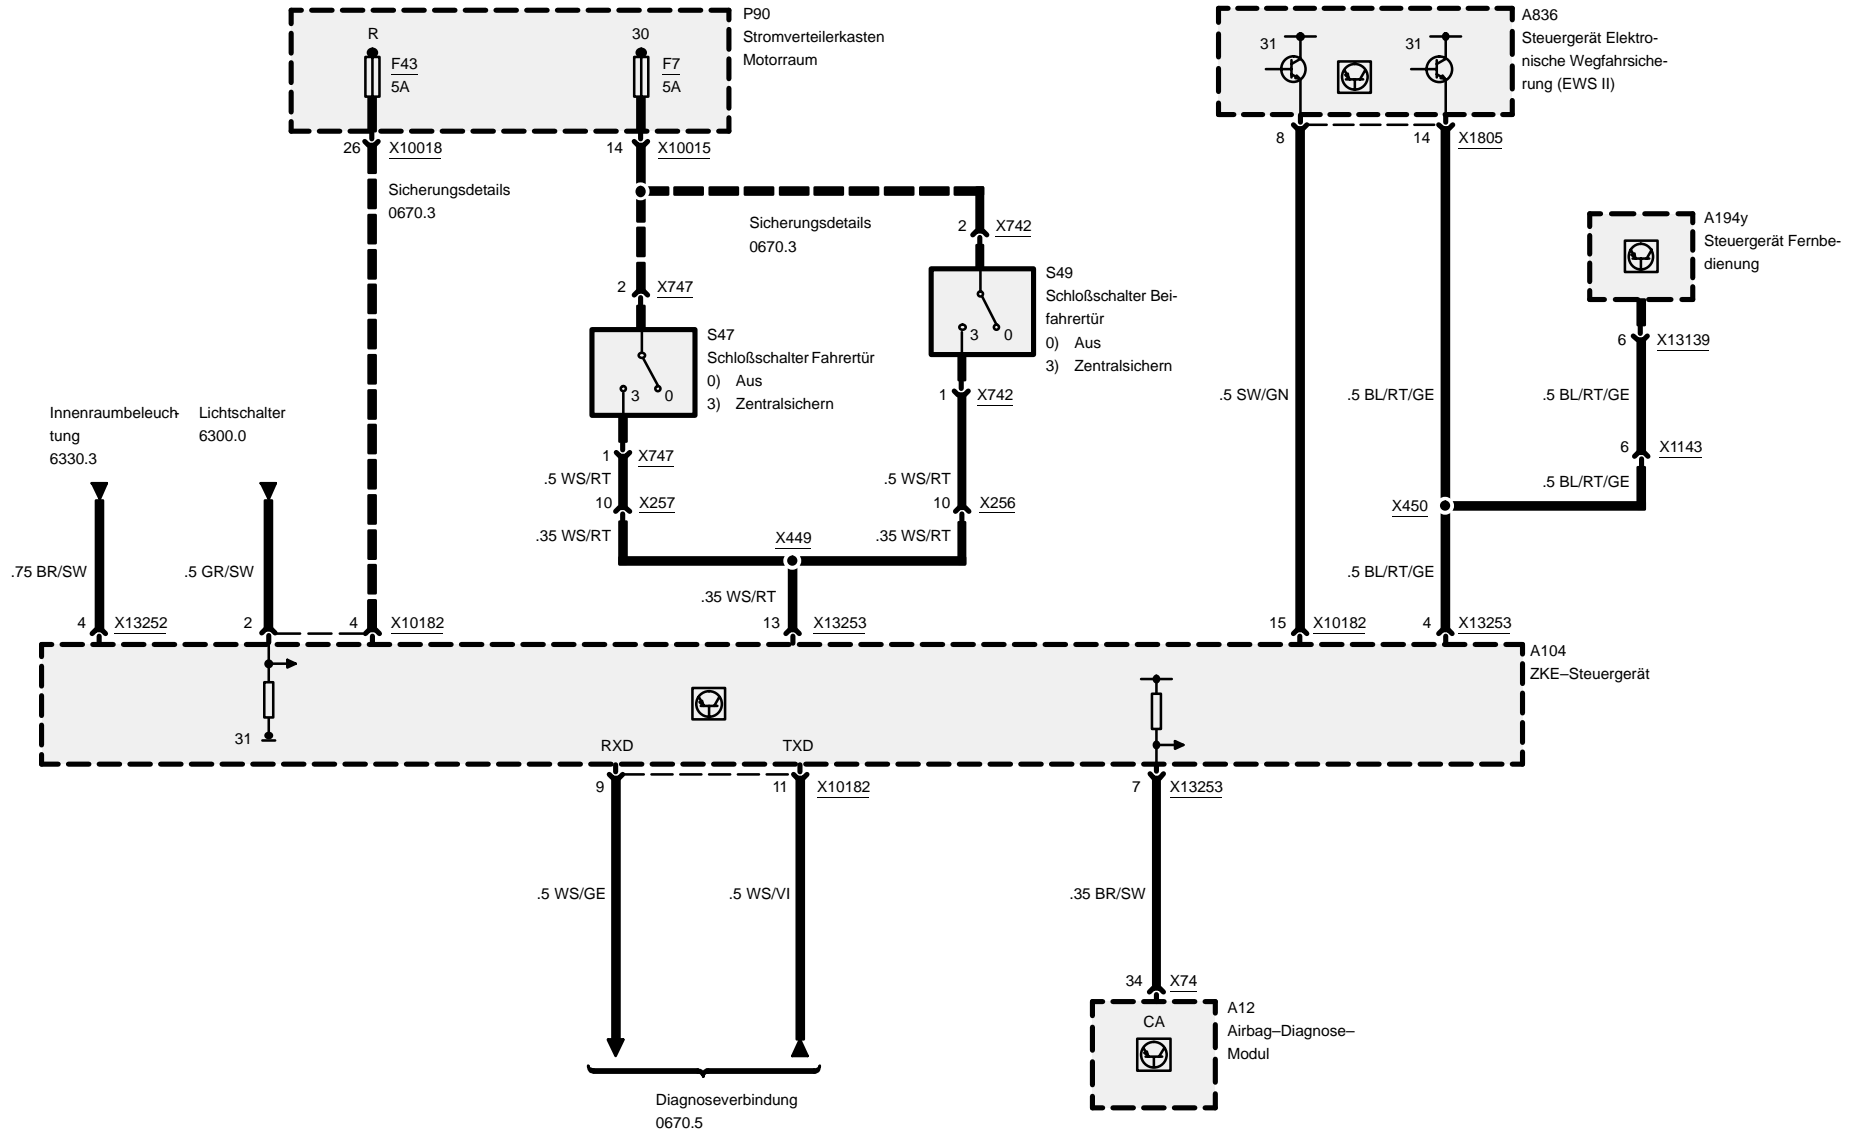 P90
Stromverteilerkasten
Motorraum
R
F43
5A
30
F7
5A
26 X10018
14 X10015
Sicherungsdetails
0670.3
Sicherungsdetails
0670.3
A836
Steuergerät Elektro-
nische Wegfahrsiche-
rung (EWS II)
31
31
8
14 X1805
A194y
Steuergerät Fernbe-
dienung
2 X742
2 X747
S49
Schloßschalter Bei-
fahrertür
0) Aus
3) Zentralsichern
3 0
S47
Schloßschalter Fahrertür
0) Aus
3) Zentralsichern
3 0
6 X13139
1 X742
1 X747
.5 SW/GN
.5 BL/RT/GE
.5 BL/RT/GE
6 X1143
.5 BL/RT/GE
Innenraumbeleuch-
tung
6330.3
Lichtschalter
6300.0
.5 WS/RT
.5 WS/RT
10 X257
10 X256
X450
.35 WS/RT
.35 WS/RT
X449
.75 BR/SW
.5 GR/SW
.35 WS/RT
.5 BL/RT/GE
4 X13252
2
4 X10182
13 X13253
15 X10182
4 X13253
A104
ZKE–Steuergerät
31
RXD
TXD
9
11 X10182
7 X13253
.5 WS/GE
.5 WS/VI
.35 BR/SW
34 X74
CA
A12
Airbag–Diagnose–
Modul
Diagnoseverbindung
0670.5